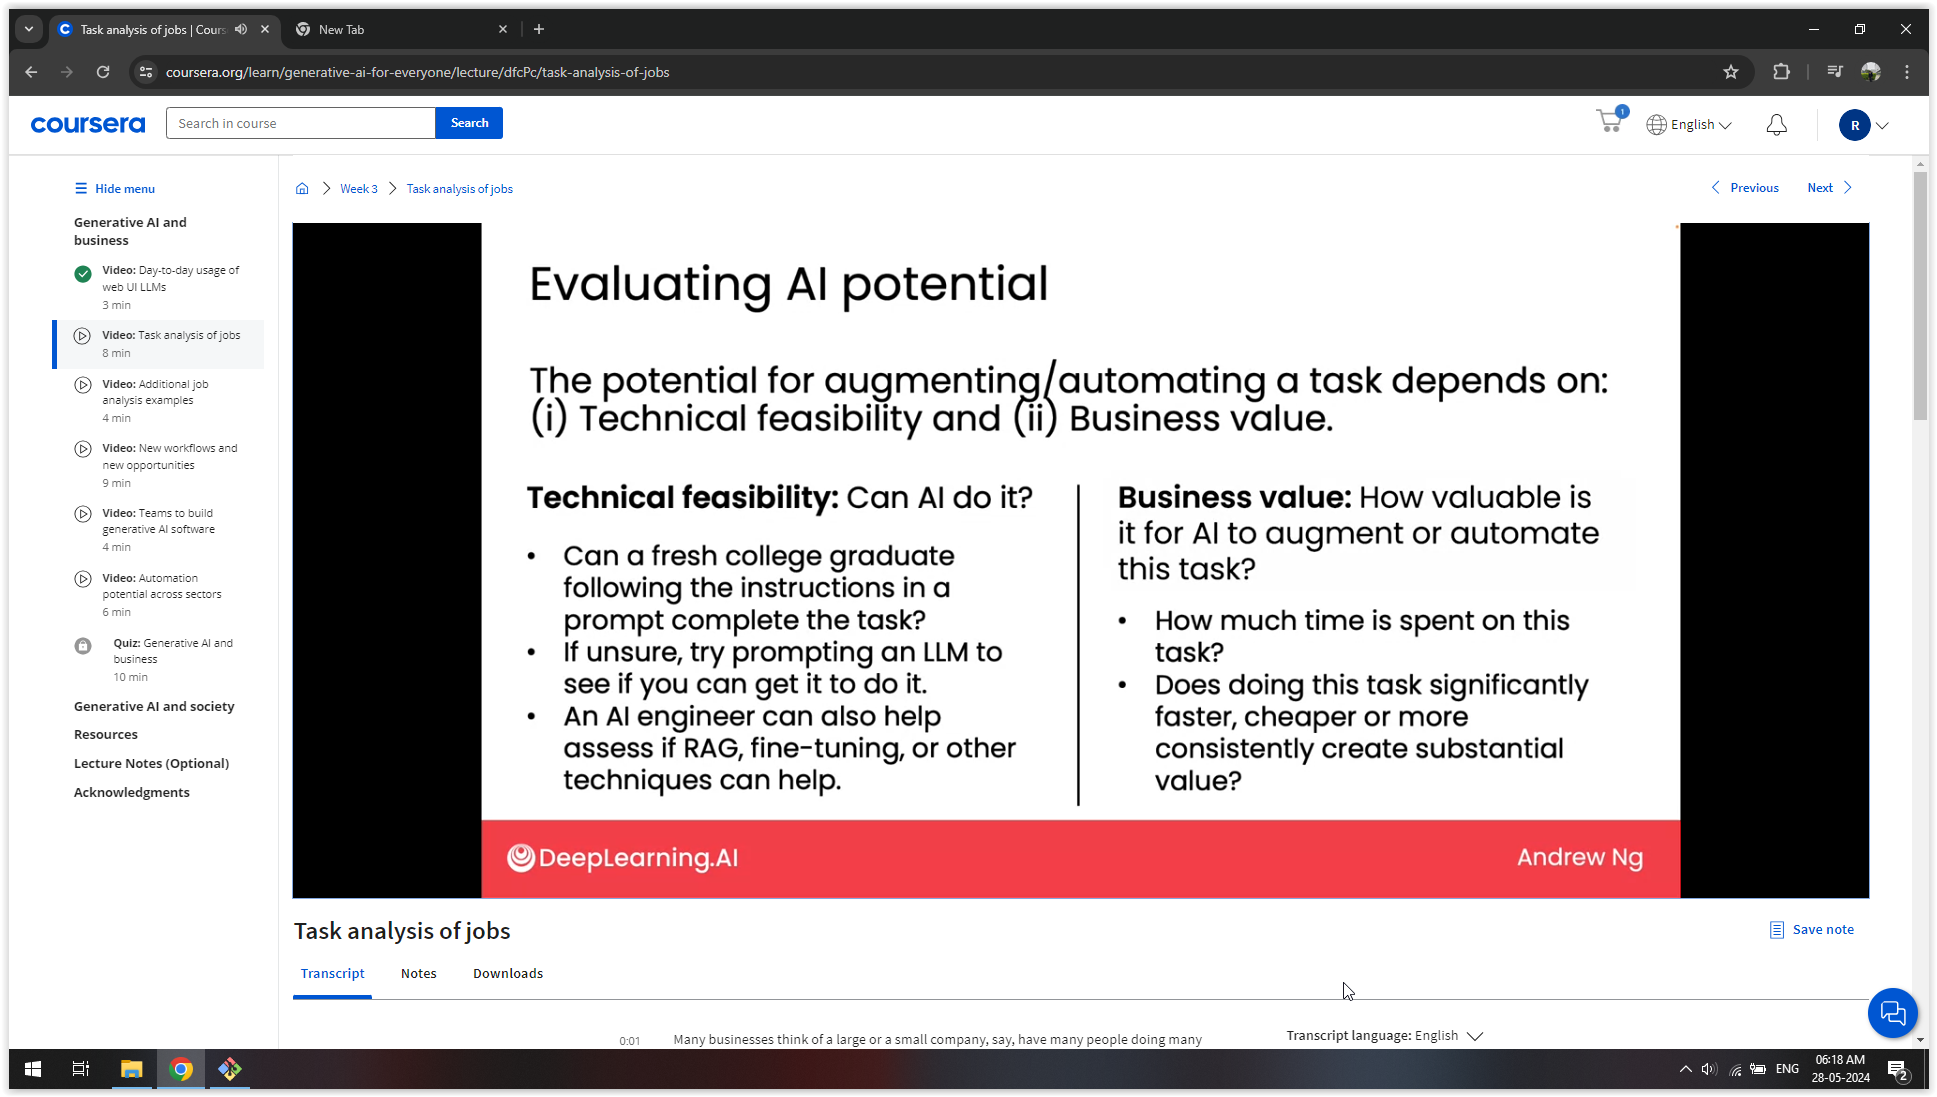 Task analysis of jobs | Cours
New Tab
coursera.org/learn/generative-ai-for-everyone/lecture/dfcPc/task-analysis-of-jobs
coursera
Search in course
Search
1
English
R
Hide menu
Generative AI and
business
Video: Day-to-day usage of
web UI LLMs
3 min
Video: Task analysis of jobs
8 min
Video: Additional job
analysis examples
4 min
Video: New workflows and
new opportunities
9 min
Video: Teams to build
generative AI software
4 min
Video: Automation
potential across sectors
6 min
Quiz: Generative AI and
business
10 min
Generative AI and society
Resources
Lecture Notes (Optional)
Acknowledgments
Week 3
Task analysis of jobs
Previous
Next
Evaluating AI potential
The potential for augmenting/automating a task depends on:
(i) Technical feasibility and (ii) Business value.
Technical feasibility: Can AI do it?
• Can a fresh college graduate
following the instructions in a
prompt complete the task?
• If unsure, try prompting an LLM to
see if you can get it to do it.
• An AI engineer can also help
assess if RAG, fine-tuning, or other
techniques can help.
Business value: How valuable is
it for AI to augment or automate
this task?
• How much time is spent on this
task?
• Does doing this task significantly
faster, cheaper or more
consistently create substantial
value?
DeepLearning.AI
Andrew Ng
Task analysis of jobs
Save note
Transcript
Notes
Downloads
0:01
Many businesses think of a large or a small company, say, have many people doing many
Transcript language: English
ENG
06:18 AM
28-05-2024
2